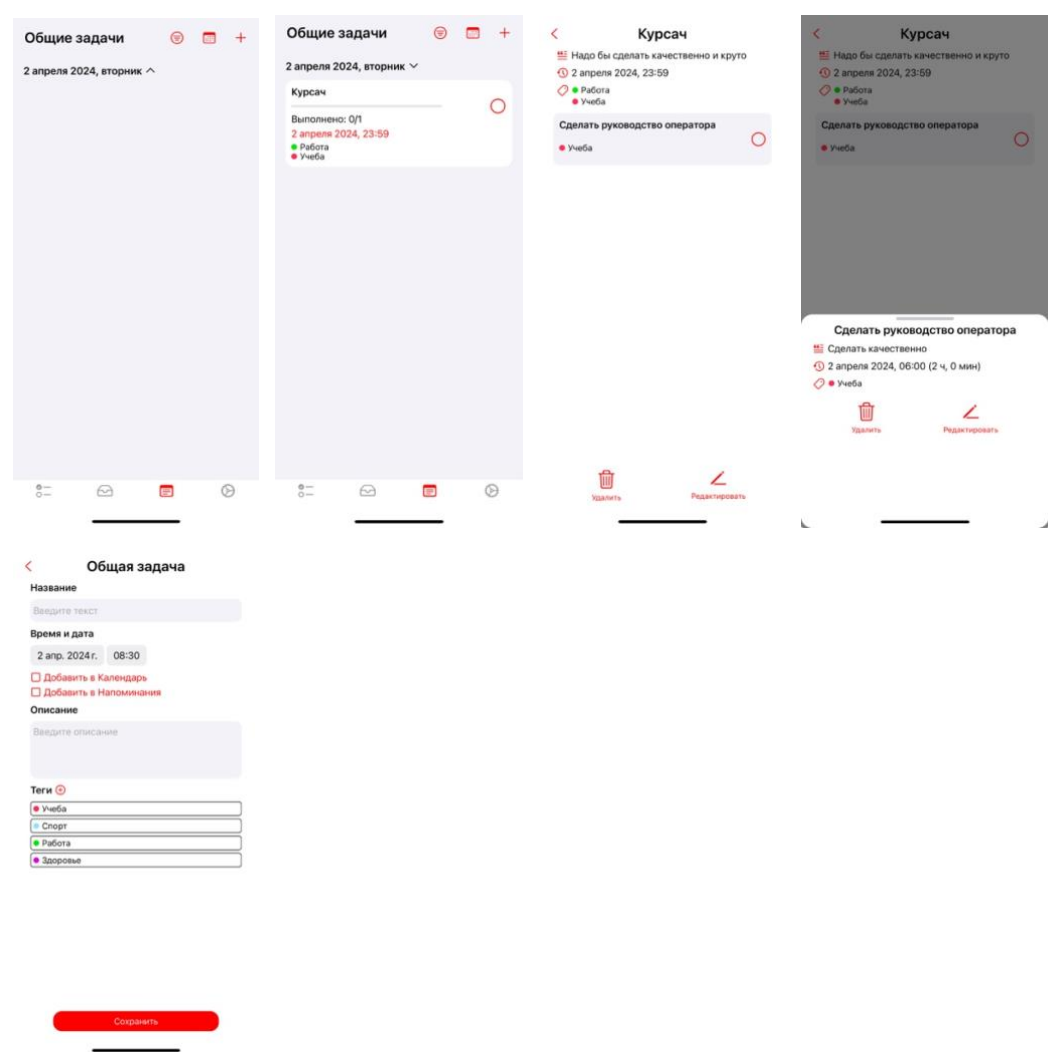 Общие задачи
2 апреля 2024, вторник
Общие задачи
2 апреля 2024, вторник
Курсач
Выполнено: 0/1
2 апреля 2024, 23:59
Работа
Учеба
Курсач
Надо бы сделать качественно и круто
2 апреля 2024, 23:59
Работа
Учеба
Сделать руководство оператора
Учеба
Удалить
Редактировать
Курсач
Надо бы сделать качественно и круто
2 апреля 2024, 23:59
Работа
Учеба
Сделать руководство оператора
Учеба
Сделать руководство оператора
Сделать качественно
2 апреля 2024, 06:00 (2 ч, 0 мин)
Учеба
Удалить
Редактировать
Общая задача
Название
Введите текст
Время и дата
2 апр. 2024 г. 08:30
Добавить в Календарь
Добавить в Напоминания
Описание
Введите описание
Теги
Учеба
Спорт
Работа
Здоровье
Сохранить